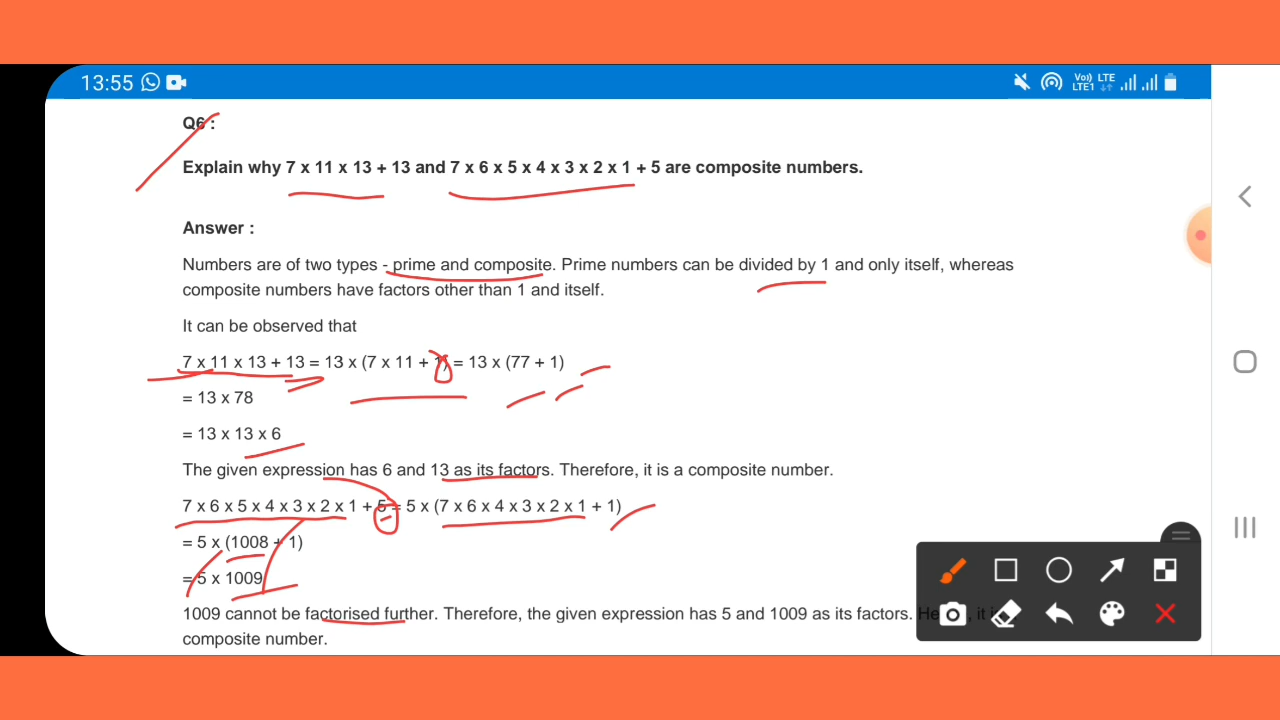 13:55
Vo)) LTE
LTE1
Q6 :
Explain why 7 x 11 x 13 + 13 and 7 x 6 x 5 x 4 x 3 x 2 x 1 + 5 are composite numbers.
Answer :
Numbers are of two types - prime and composite. Prime numbers can be divided by 1 and only itself, whereas
composite numbers have factors other than 1 and itself.
It can be observed that
7 x 11 x 13 + 13 = 13 x (7 x 11 + 1) = 13 x (77 + 1)
= 13 x 78
= 13 x 13 x 6
The given expression has 6 and 13 as its factors. Therefore, it is a composite number.
7 x 6 x 5 x 4 x 3 x 2 x 1 + 5 = 5 x (7 x 6 x 4 x 3 x 2 x 1 + 1)
= 5 x (1008 + 1)
= 5 x 1009
1009 cannot be factorised further. Therefore, the given expression has 5 and 1009 as its factors. He it
composite number.